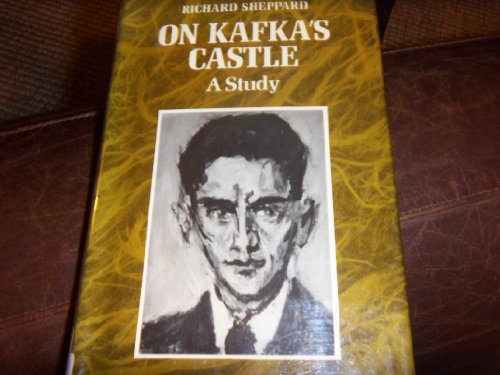 RICHARD SHEPPARD
ON KAFKA'S
CASTLE
A Study